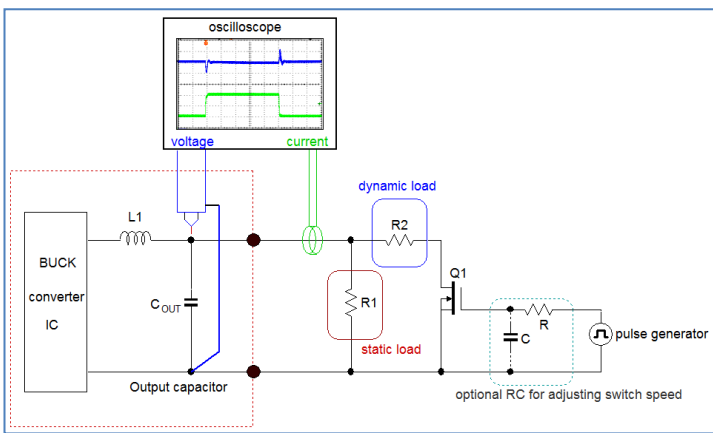 oscilloscope
voltage
current
dynamic load
L1
R2
BUCK
converter
IC
C OUT
Q1
R1
R
C
pulse generator
static load
Output capacitor
optional RC for adjusting switch speed